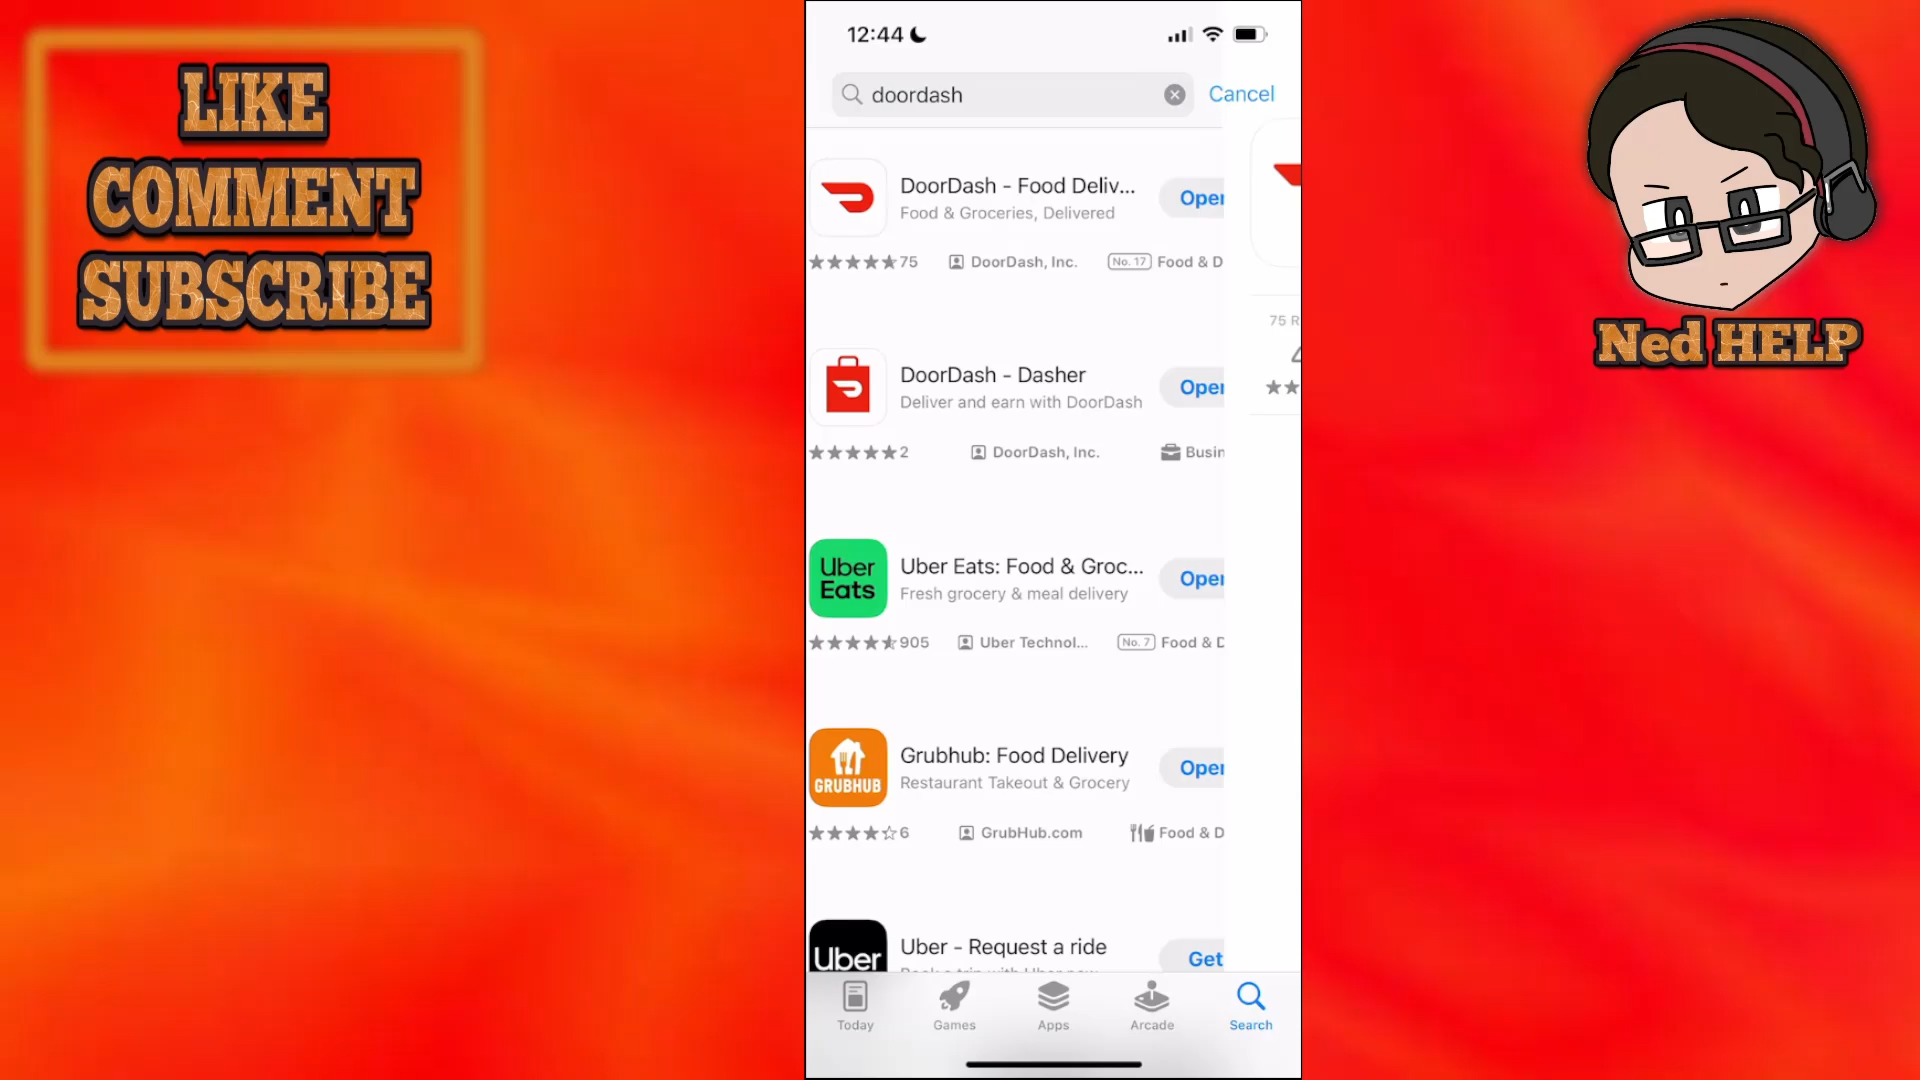 LIKE
COMMENT
SUBSCRIBE
12:44
doordash
Cancel
DoorDash - Food Deliv...
Food & Groceries, Delivered
Open
75
DoorDash, Inc.
No. 17
Food & D
75 R
DoorDash - Dasher
Deliver and earn with DoorDash
Open
2
DoorDash, Inc.
Busin
Uber
Eats
Uber Eats: Food & Groc...
Fresh grocery & meal delivery
Open
905
Uber Technol...
No. 7
Food & D
GRUBHUB
Grubhub: Food Delivery
Restaurant Takeout & Grocery
Open
6
GrubHub.com
Food & D
Uber
Uber - Request a ride
Get
Today
Games
Apps
Arcade
Search
Ned HELP